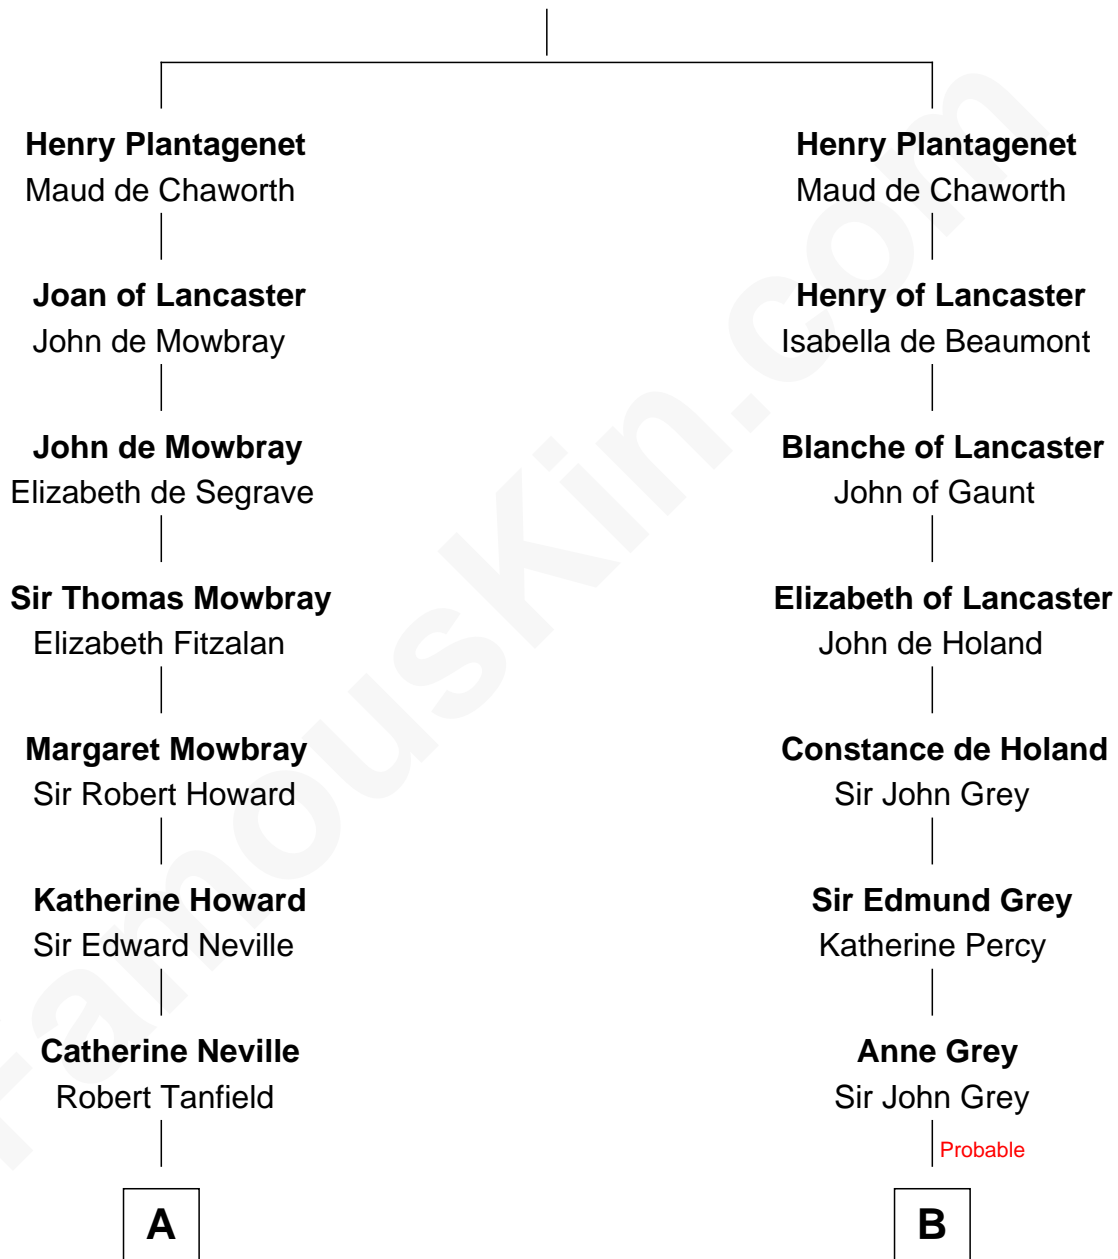 Henry Plantagenet
Maud de Chaworth
Joan of Lancaster
John de Mowbray
John de Mowbray
Elizabeth de Segrave
Sir Thomas Mowbray
Elizabeth Fitzalan
Margaret Mowbray
Sir Robert Howard
Katherine Howard
Sir Edward Neville
Catherine Neville
Robert Tanfield
A
Henry Plantagenet
Maud de Chaworth
Henry of Lancaster
Isabella de Beaumont
Blanche of Lancaster
John of Gaunt
Elizabeth of Lancaster
John de Holand
Constance de Holand
Sir John Grey
Sir Edmund Grey
Katherine Percy
Anne Grey
Sir John Grey
Probable
B
FamousKin.com